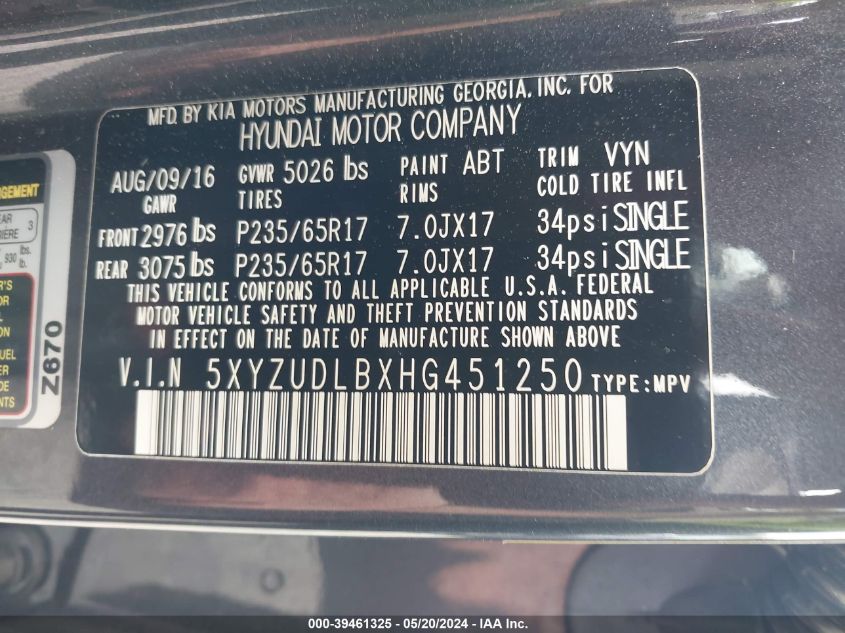 MFD. BY KIA MOTORS MANUFACTURING GEORGIA, INC. FOR
HYUNDAI MOTOR COMPANY
AUG/09/16 GVWR 5026 lbs PAINT ABT TRIM VYN
GAWR TIRES RIMS COLD TIRE INFL
FRONT 2976 lbs P235/65R17 7.0JX17 34psi SINGLE
REAR 3075 lbs P235/65R17 7.0JX17 34psi SINGLE
THIS VEHICLE CONFORMS TO ALL APPLICABLE U.S.A. FEDERAL
MOTOR VEHICLE SAFETY AND THEFT PREVENTION STANDARDS
IN EFFECT ON THE DATE OF MANUFACTURE SHOWN ABOVE
V.I.N 5XYZUDLBXHG451250 TYPE:MPV
3
930 lbs.
lb.
Z670
000-39461325 - 05/20/2024 - IAA Inc.